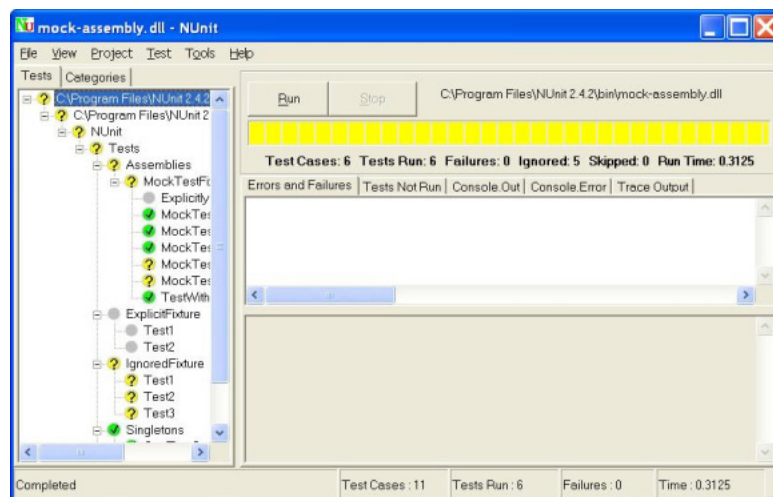 mock-assembly.dll - NUnit
File View Project Test Tools Help
Tests Categories
C:\Program Files\NUnit 2.4.2
C:\Program Files\NUnit 2
NUnit
Tests
Assemblies
MockTestFi
Explicitly
MockTes
MockTes
MockTes
MockTes
MockTes
TestWith
ExplicitFixture
Test1
Test2
IgnoredFixture
Test1
Test2
Test3
Singletons
Run Stop C:\Program Files\NUnit 2.4.2\bin\mock-assembly.dll
Test Cases: 6 Tests Run: 6 Failures: 0 Ignored: 5 Skipped: 0 Run Time: 0.3125
Errors and Failures Tests Not Run Console.Out Console.Error Trace Output
Completed Test Cases : 11 Tests Run : 6 Failures : 0 Time : 0.3125